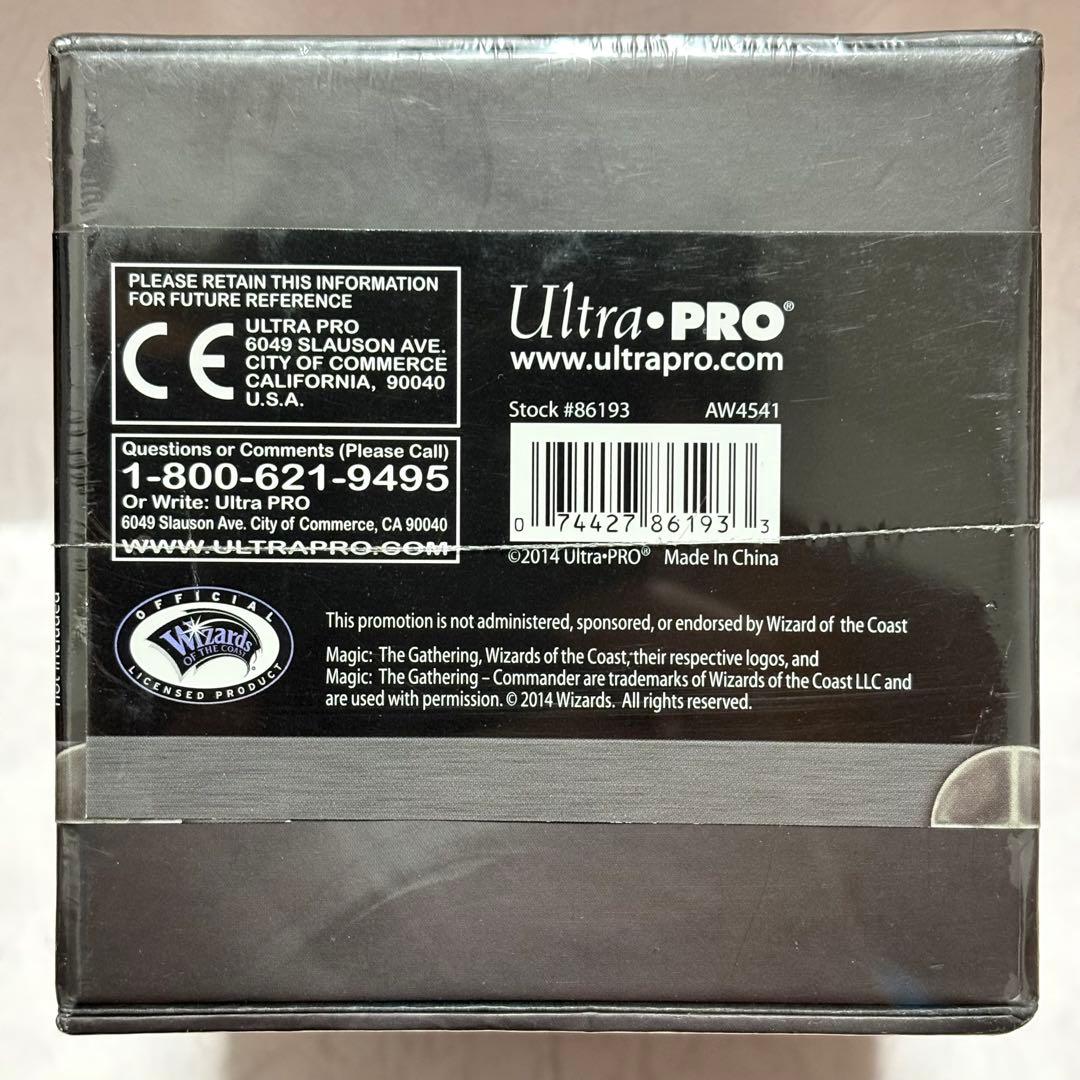 PLEASE RETAIN THIS INFORMATION
FOR FUTURE REFERENCE
CE
ULTRA PRO
6049 SLAUSON AVE.
CITY OF COMMERCE
CALIFORNIA, 90040
U.S.A.
Questions or Comments (Please Call)
1-800-621-9495
Or Write: Ultra PRO
6049 Slauson Ave. City of Commerce, CA 90040
WWW.ULTRAPRO.COM
Ultra•PRO®
www.ultrapro.com
Stock #86193 AW4541
0 74427 86193 3
©2014 Ultra•PRO® Made In China
not included
OFFICIAL
Wizards
OF THE COAST
LICENSED PRODUCT
This promotion is not administered, sponsored, or endorsed by Wizard of the Coast
Magic: The Gathering, Wizards of the Coast, their respective logos, and
Magic: The Gathering – Commander are trademarks of Wizards of the Coast LLC and
are used with permission. © 2014 Wizards. All rights reserved.